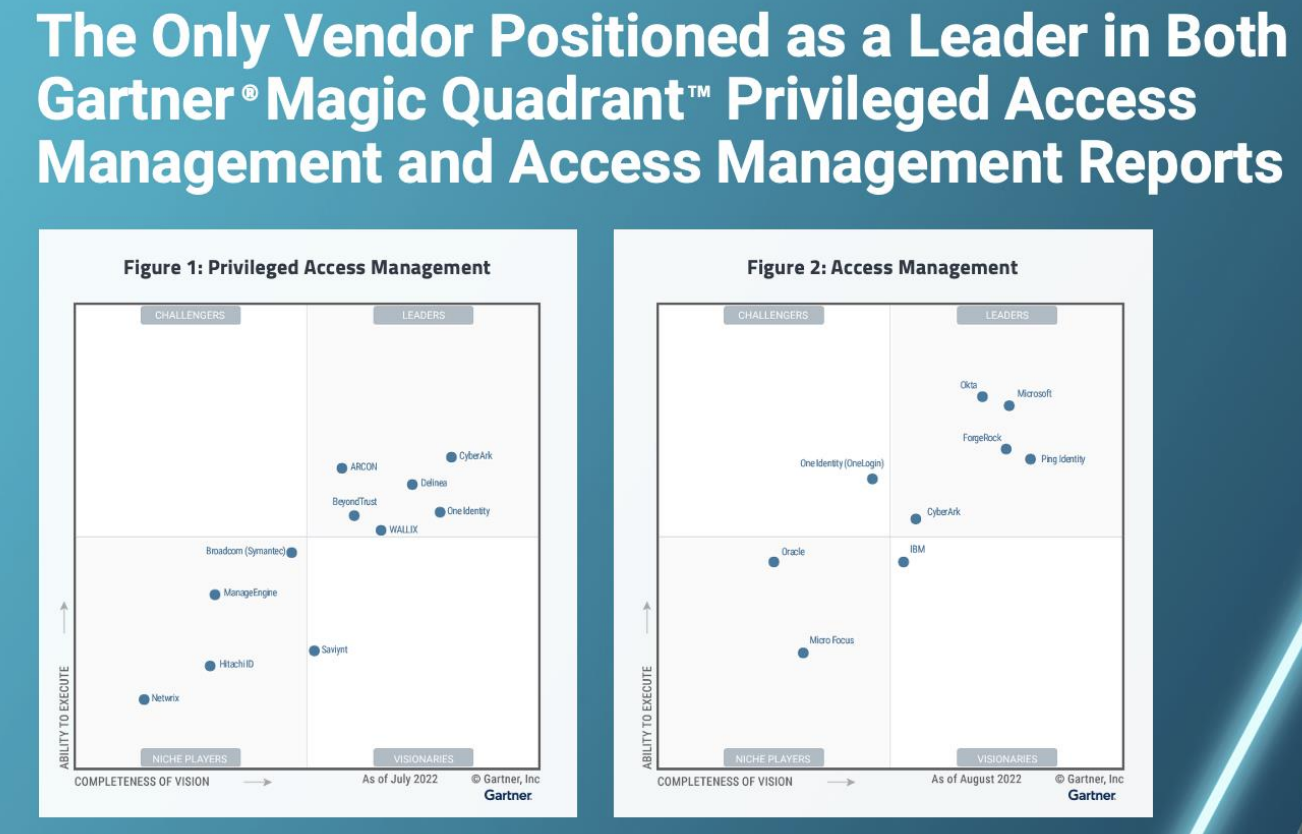 The Only Vendor Positioned as a Leader in Both
Gartner® Magic Quadrant™ Privileged Access
Management and Access Management Reports
Figure 1: Privileged Access Management
CHALLENGERS
LEADERS
CyberArk
ARCON
Delinea
BeyondTrust
One Identity
WALLIX
Broadcom (Symantec)
ManageEngine
Saviynt
Hitachi ID
Netwrix
ABILITY TO EXECUTE
NICHE PLAYERS
VISIONARIES
COMPLETENESS OF VISION
As of July 2022
© Gartner, Inc
Gartner
Figure 2: Access Management
CHALLENGERS
LEADERS
Okta
Microsoft
ForgeRock
Ping Identity
One Identity (OneLogin)
CyberArk
Oracle
IBM
Micro Focus
ABILITY TO EXECUTE
NICHE PLAYERS
VISIONARIES
COMPLETENESS OF VISION
As of August 2022
© Gartner, Inc
Gartner